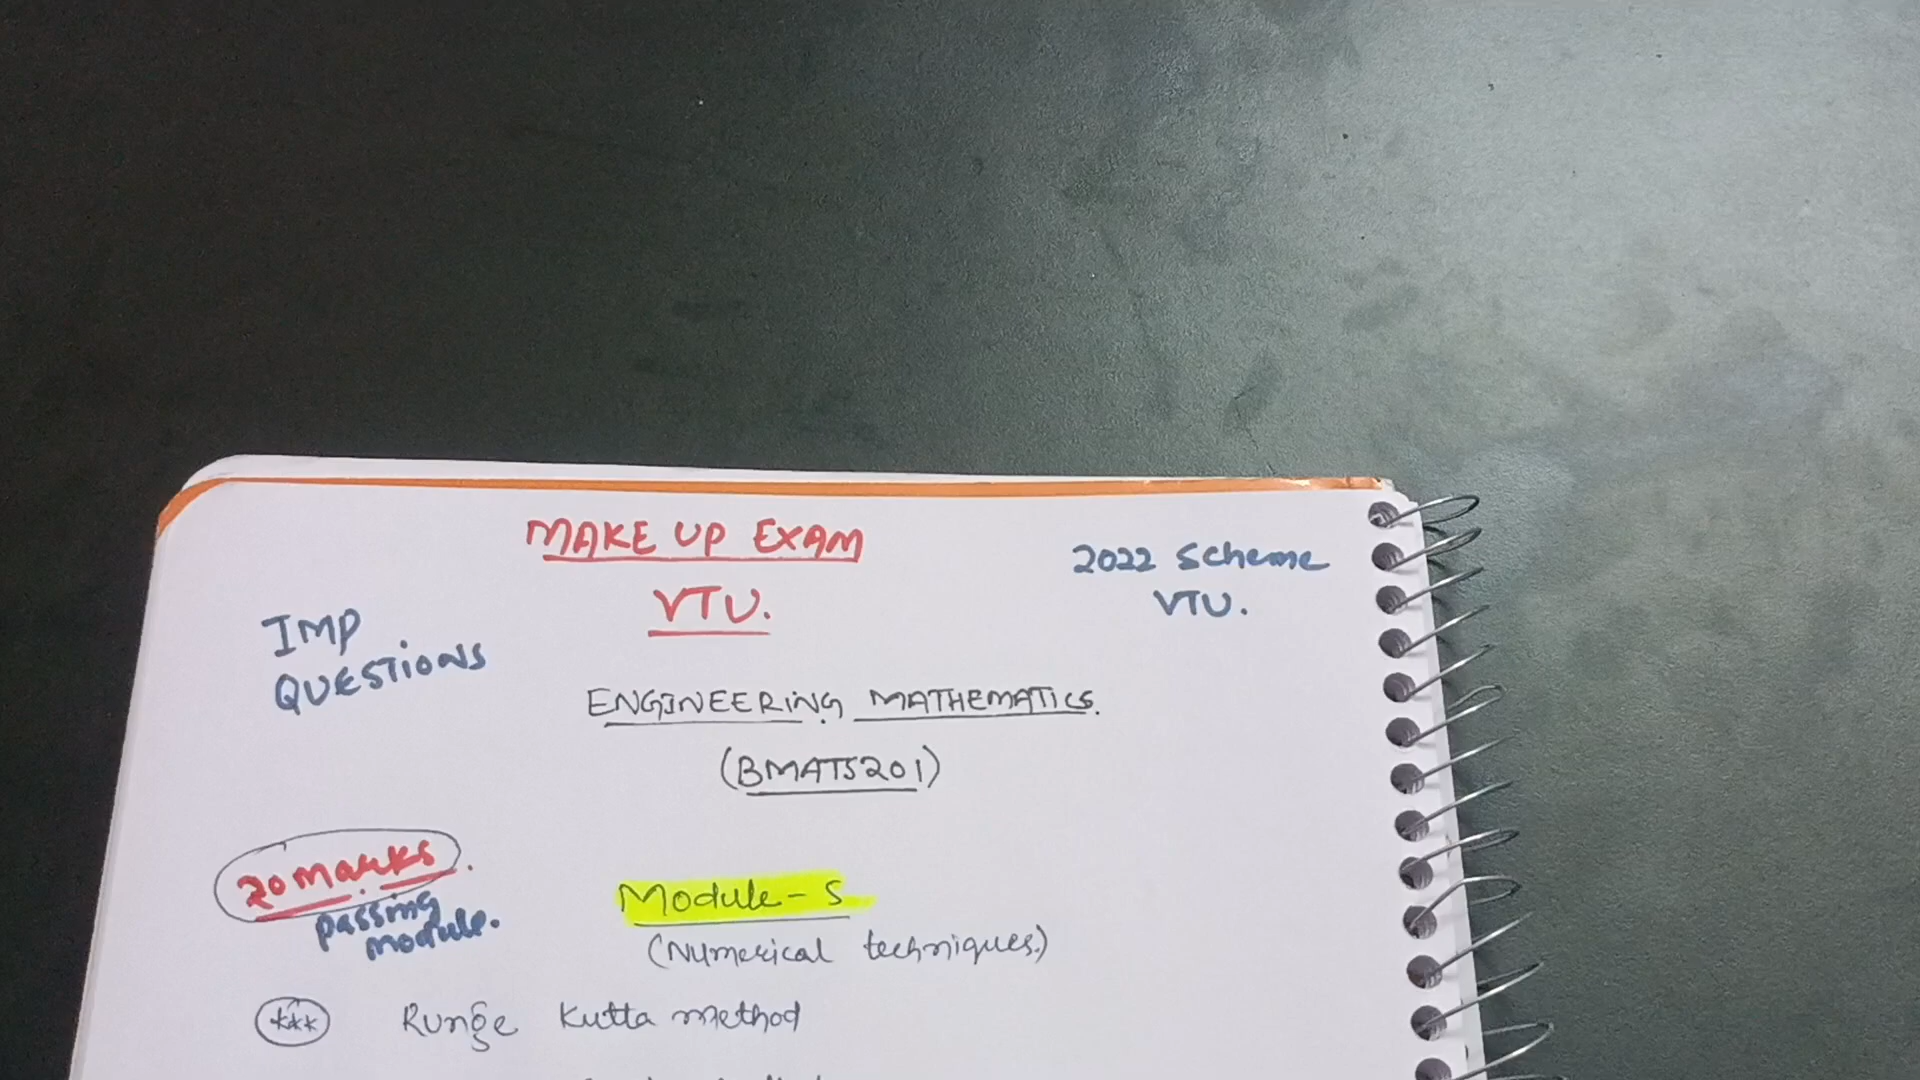 MAKE UP EXAM
VTU.
2022 Scheme
VTU.
IMP
QUESTIONS
ENGINEERING MATHEMATICS.
(BMATS201)
20 Marks.
passing
module.
Module - 5
(Numerical techniques)
*** Runge Kutta method